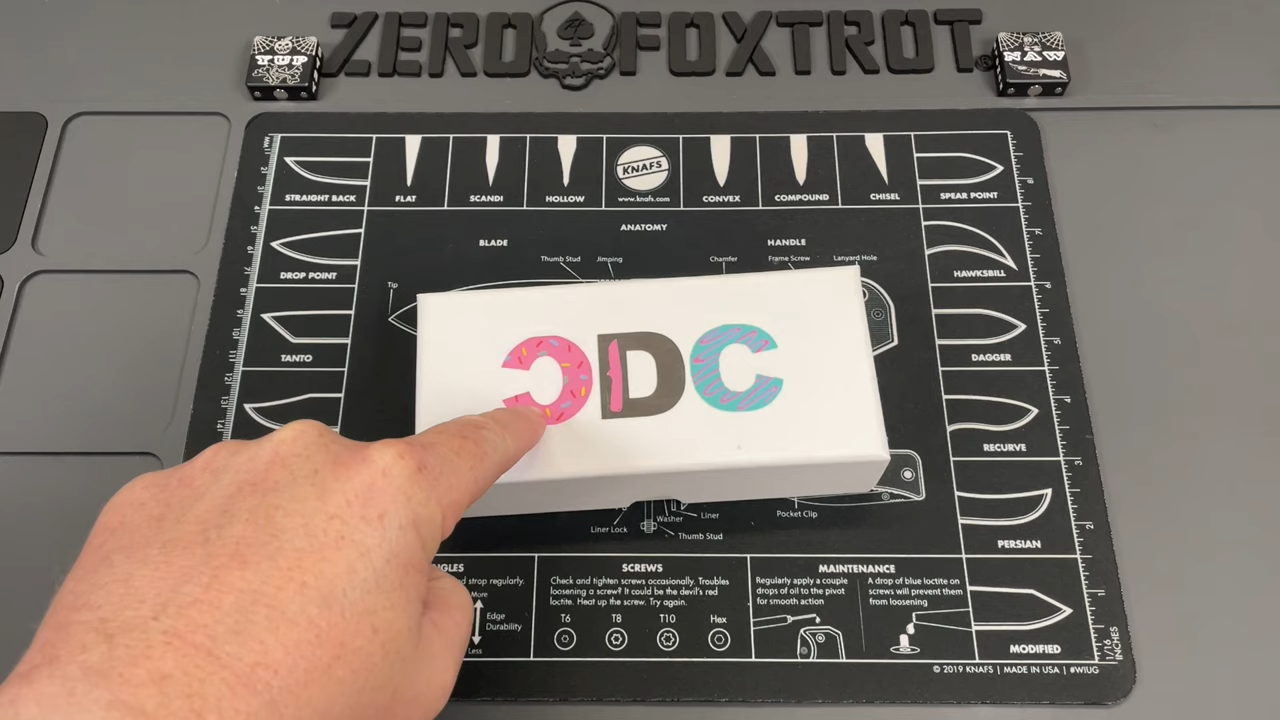 ZERO FOXTROT®
YUP
NAW
KNAFS
www.knafs.com
STRAIGHT BACK
FLAT
SCANDI
HOLLOW
CONVEX
COMPOUND
CHISEL
SPEAR POINT
ANATOMY
BLADE
HANDLE
Thumb Stud
Jimping
Chamfer
Frame Screw
Lanyard Hole
Tip
DROP POINT
HAWKSBILL
TANTO
DAGGER
ƆDC
RECURVE
Pocket Clip
Liner
Washer
Liner Lock
Thumb Stud
PERSIAN
SCREWS
Check and tighten screws occasionally. Troubles
loosening a screw? It could be the devil's red
loctite. Heat up the screw. Try again.
T6
T8
T10
Hex
MAINTENANCE
Regularly apply a couple
drops of oil to the pivot
for smooth action
A drop of blue loctite on
screws will prevent them
from loosening
strop regularly.
More
Edge
Durability
Less
MODIFIED
1/16
INCHES
© 2019 KNAFS | MADE IN USA | #WIUG